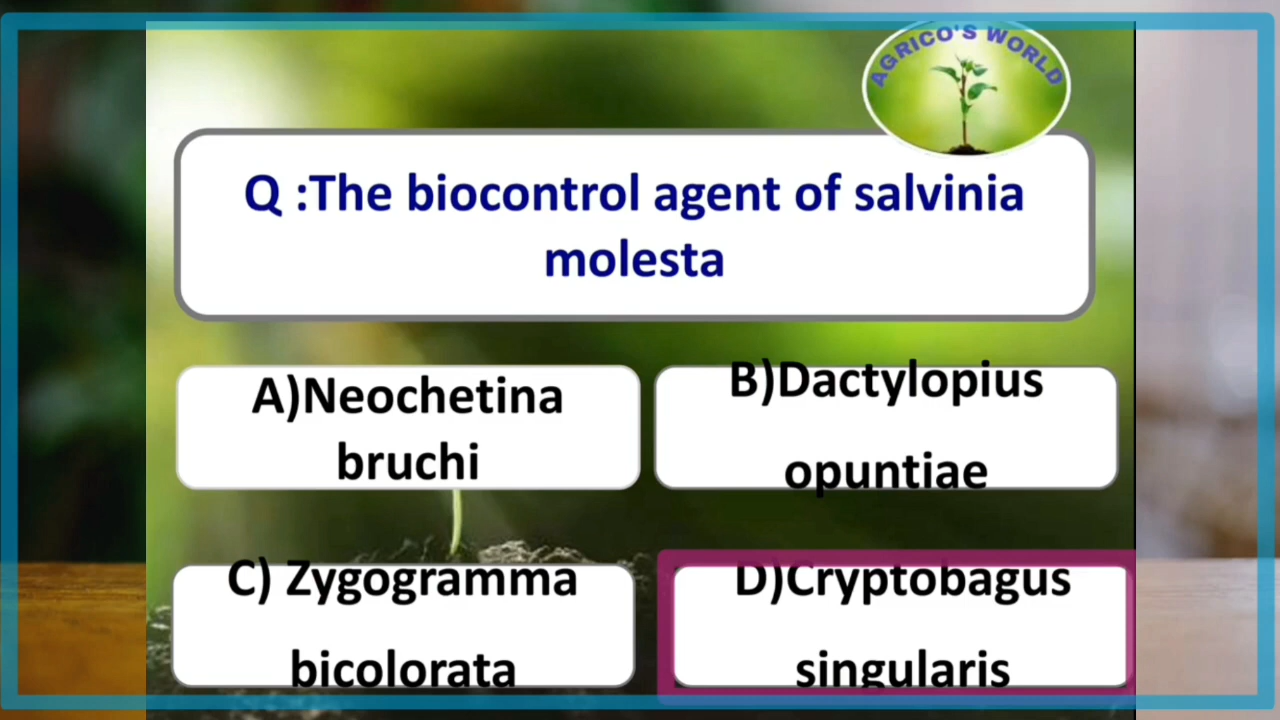 AGRICO'S WORLD
Q :The biocontrol agent of salvinia
molesta
A)Neochetina
bruchi
B)Dactylopius
opuntiae
C) Zygogramma
bicolorata
D)Cryptobagus
singularis